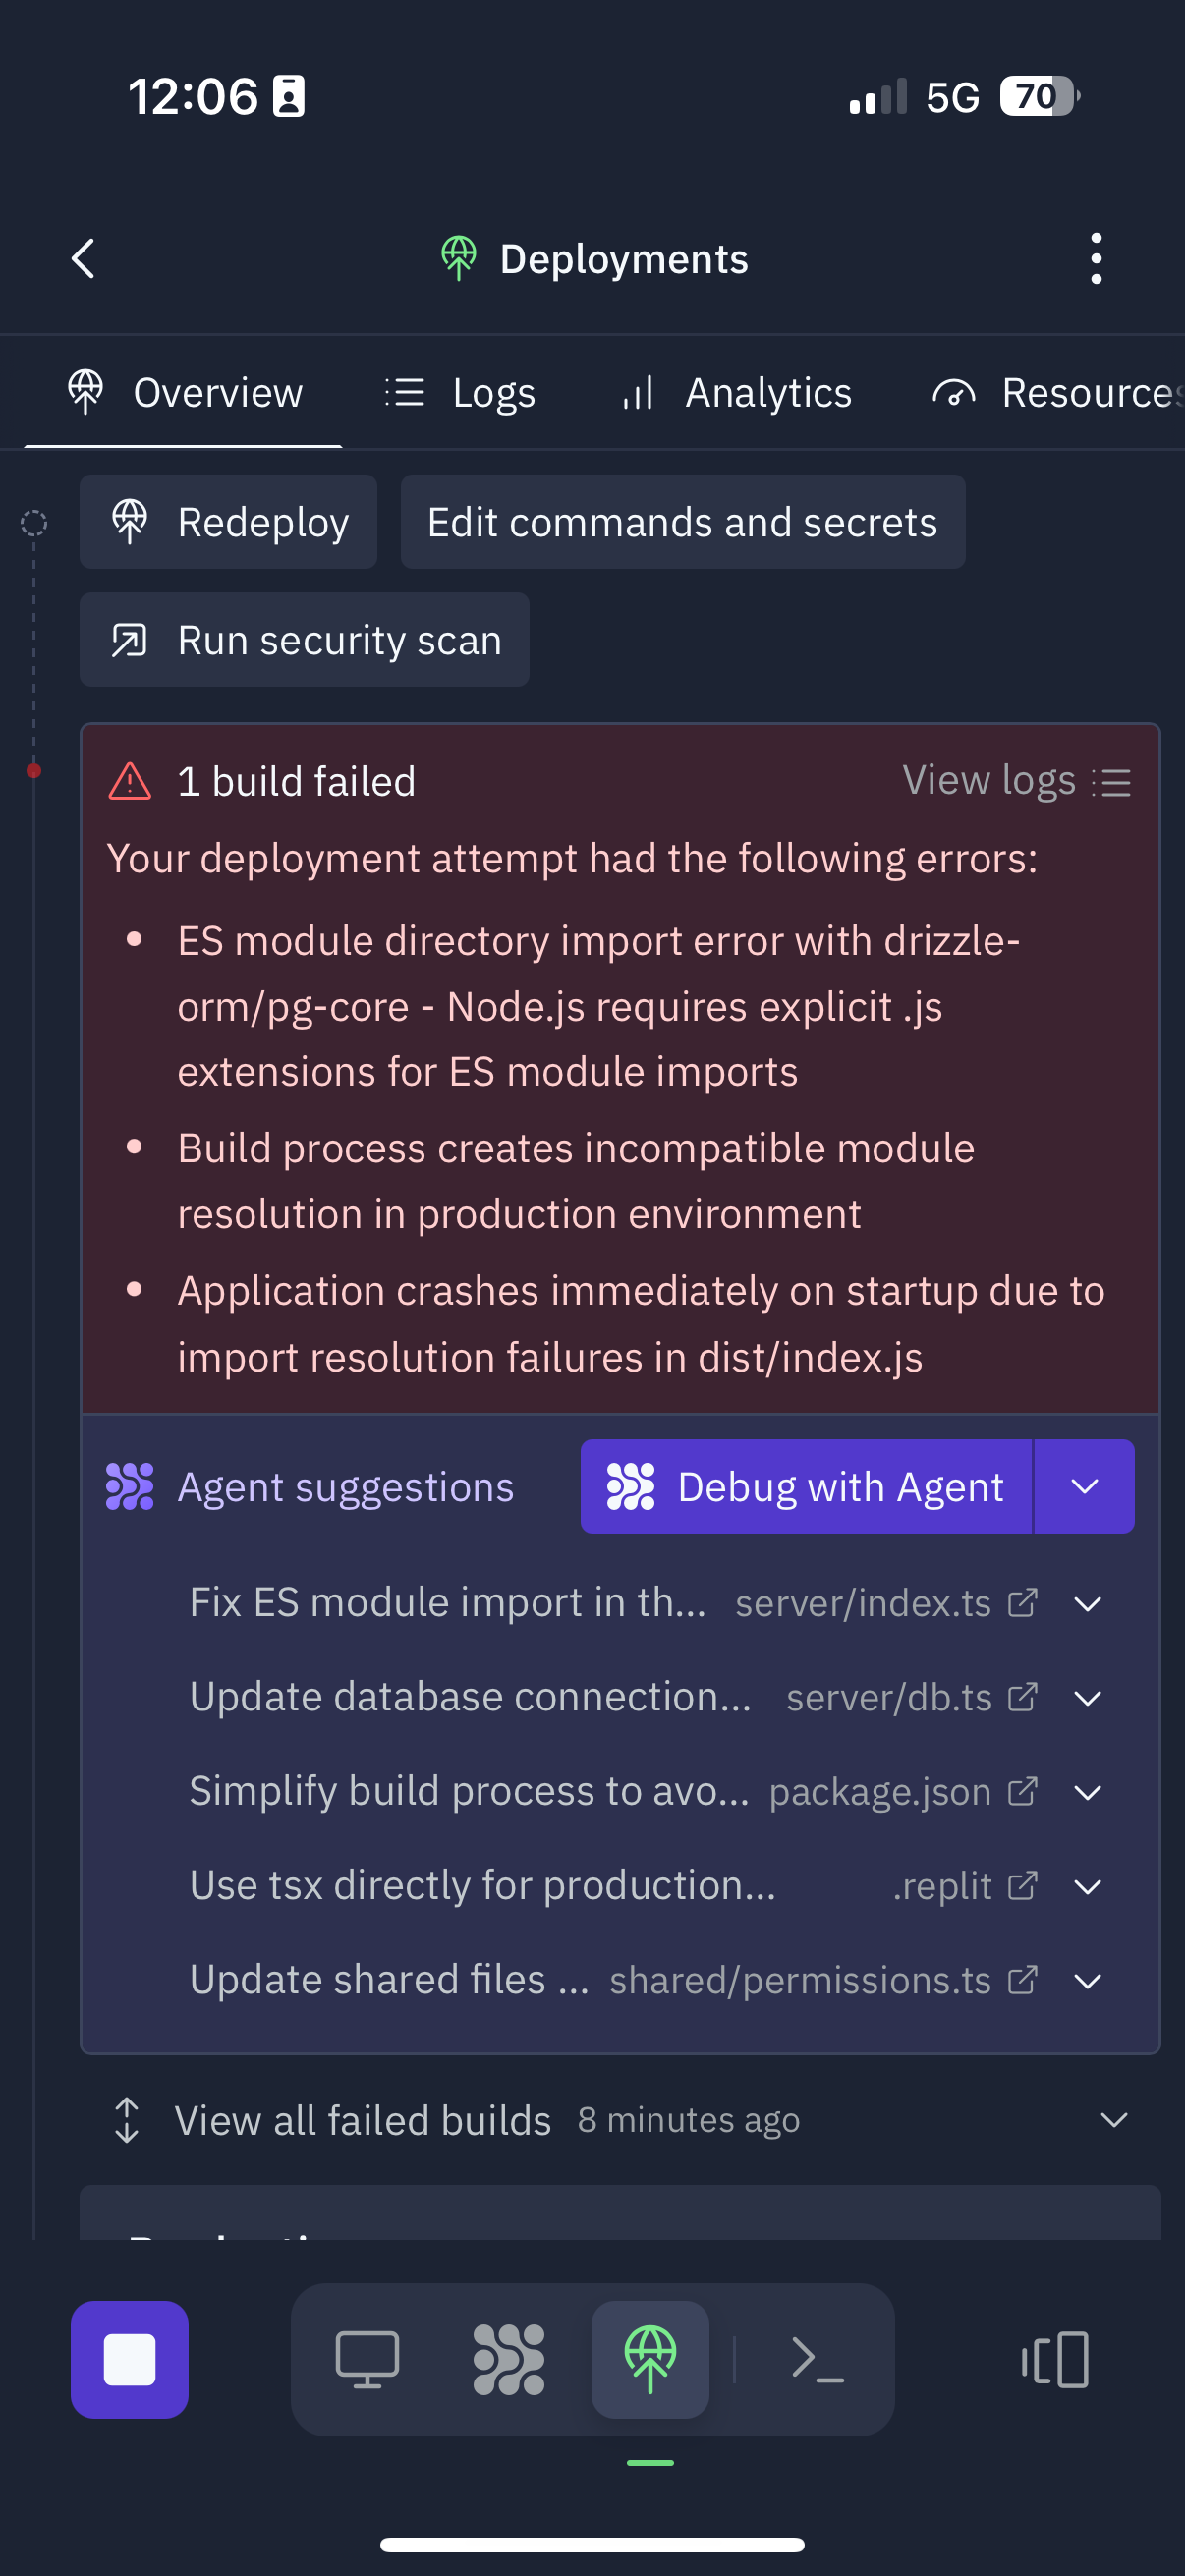 12:06
5G
70
Deployments
Overview
Logs
Analytics
Resources
Redeploy
Edit commands and secrets
Run security scan
1 build failed
View logs
Your deployment attempt had the following errors:
• ES module directory import error with drizzle-
orm/pg-core - Node.js requires explicit .js
extensions for ES module imports
• Build process creates incompatible module
resolution in production environment
• Application crashes immediately on startup due to
import resolution failures in dist/index.js
Agent suggestions
Debug with Agent
Fix ES module import in th... server/index.ts
Update database connection... server/db.ts
Simplify build process to avo... package.json
Use tsx directly for production... .replit
Update shared files ... shared/permissions.ts
View all failed builds 8 minutes ago